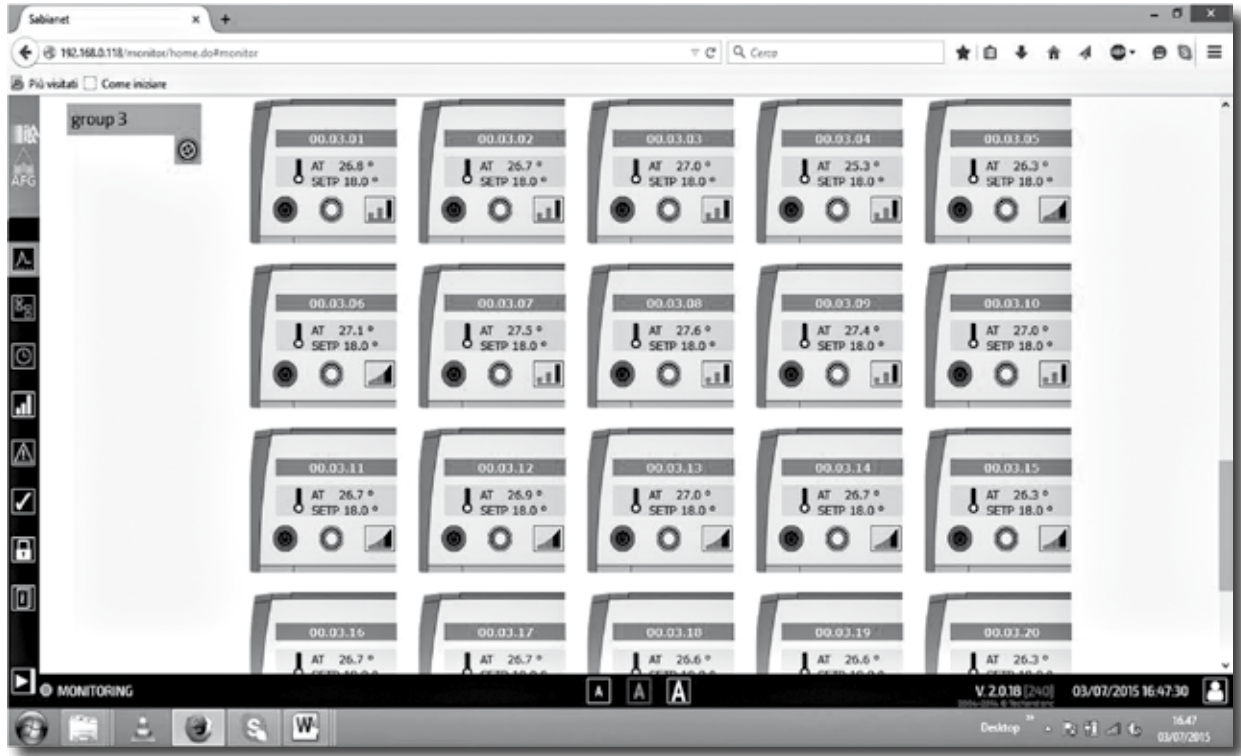 Sabianet
192.168.0.118/monitor/home.do#monitor
Cerca
Più visitati Come iniziare
group 3
AFG
00.03.01 00.03.02 00.03.03 00.03.04 00.03.05
AT 26.8 ° AT 26.7 ° AT 27.0 ° AT 25.3 ° AT 26.3 °
SETP 18.0 ° SETP 18.0 ° SETP 18.0 ° SETP 18.0 ° SETP 18.0 °
00.03.06 00.03.07 00.03.08 00.03.09 00.03.10
AT 27.1 ° AT 27.5 ° AT 27.6 ° AT 27.4 ° AT 27.0 °
SETP 18.0 ° SETP 18.0 ° SETP 18.0 ° SETP 18.0 ° SETP 18.0 °
00.03.11 00.03.12 00.03.13 00.03.14 00.03.15
AT 26.7 ° AT 26.9 ° AT 27.0 ° AT 26.7 ° AT 26.3 °
SETP 18.0 ° SETP 18.0 ° SETP 18.0 ° SETP 18.0 ° SETP 18.0 °
00.03.16 00.03.17 00.03.18 00.03.19 00.03.20
AT 26.7 ° AT 26.7 ° AT 26.6 ° AT 26.6 ° AT 26.3 °
MONITORING A A A V. 2.0.18 [240] 03/07/2015 16:47:30
Desktop 16.47
03/07/2015